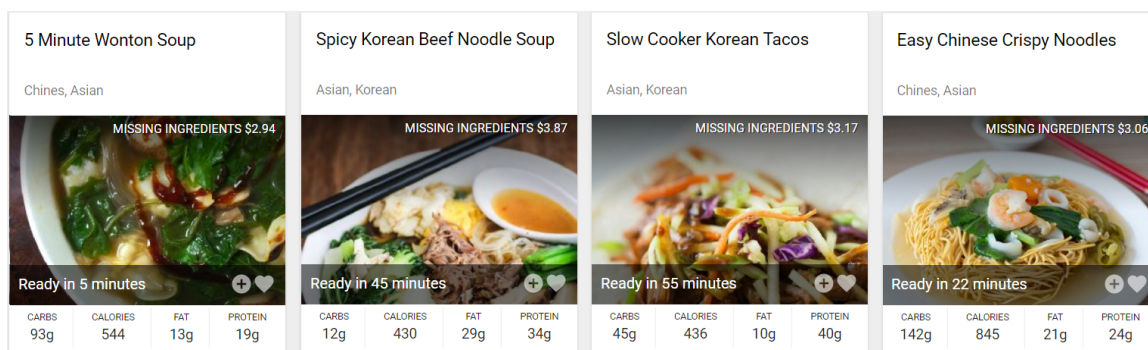 5 Minute Wonton Soup
Chines, Asian
MISSING INGREDIENTS $2.94
Ready in 5 minutes
CARBS CALORIES FAT PROTEIN
93g 544 13g 19g
Spicy Korean Beef Noodle Soup
Asian, Korean
MISSING INGREDIENTS $3.87
Ready in 45 minutes
CARBS CALORIES FAT PROTEIN
12g 430 29g 34g
Slow Cooker Korean Tacos
Asian, Korean
MISSING INGREDIENTS $3.17
Ready in 55 minutes
CARBS CALORIES FAT PROTEIN
45g 436 10g 40g
Easy Chinese Crispy Noodles
Chines, Asian
MISSING INGREDIENTS $3.06
Ready in 22 minutes
CARBS CALORIES FAT PROTEIN
142g 845 21g 24g